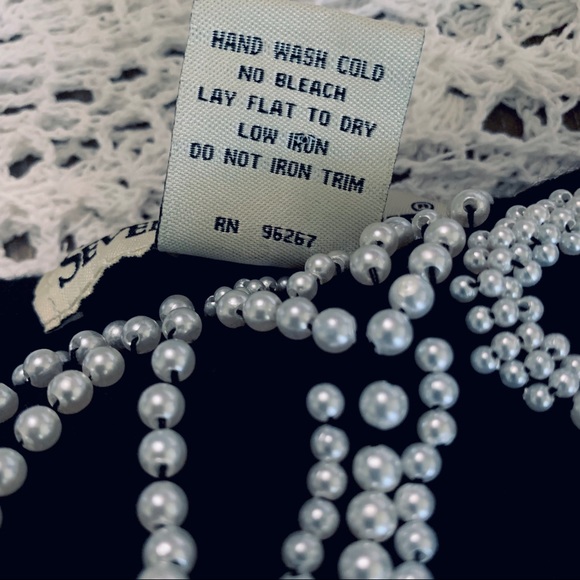 HAND WASH COLD
NO BLEACH
LAY FLAT TO DRY
LOW IRON
DO NOT IRON TRIM
RN 96267
®